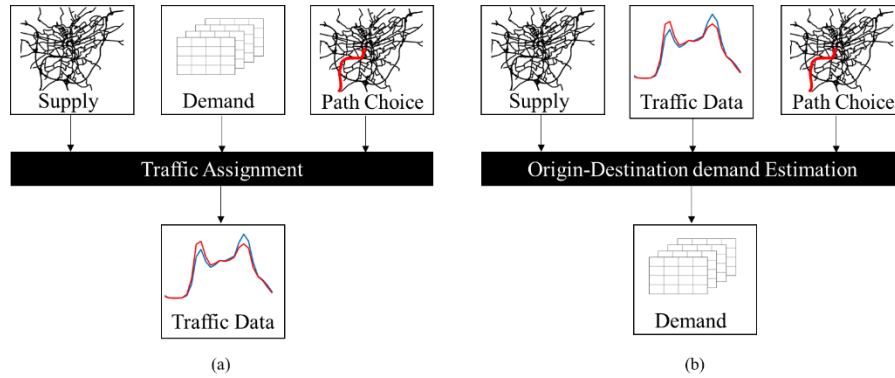 Supply
Demand
Path Choice
Traffic Assignment
Traffic Data
(a)
Supply
Traffic Data
Path Choice
Origin-Destination demand Estimation
Demand
(b)